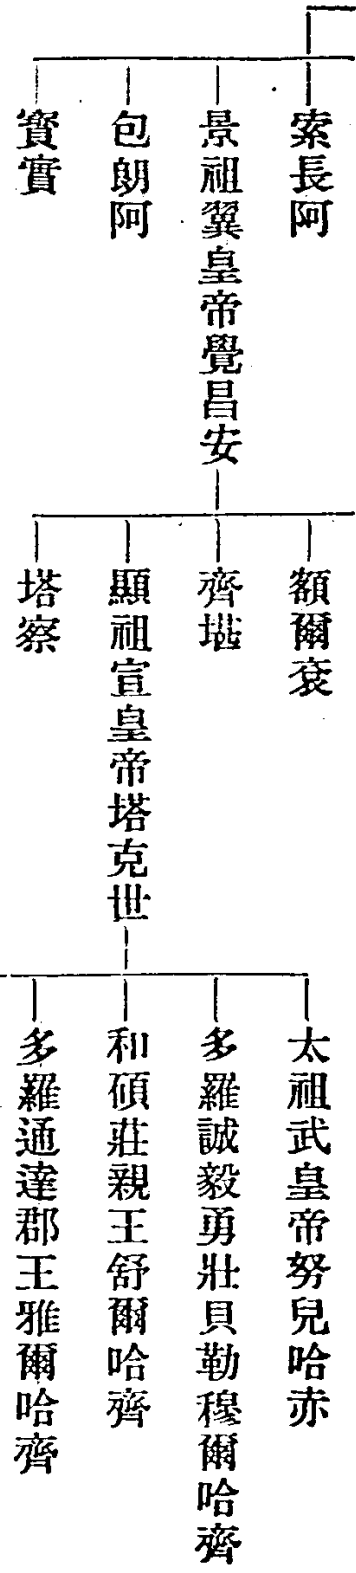 索長阿
景祖翼皇帝覺昌安
包朗阿
寳實
額爾袞
齊堪
顯祖宣皇帝塔克世
塔察
太祖武皇帝努兒哈赤
多羅誠毅勇壯貝勒穆爾哈齊
和碩莊親王舒爾哈齊
多羅通達郡王雅爾哈齊